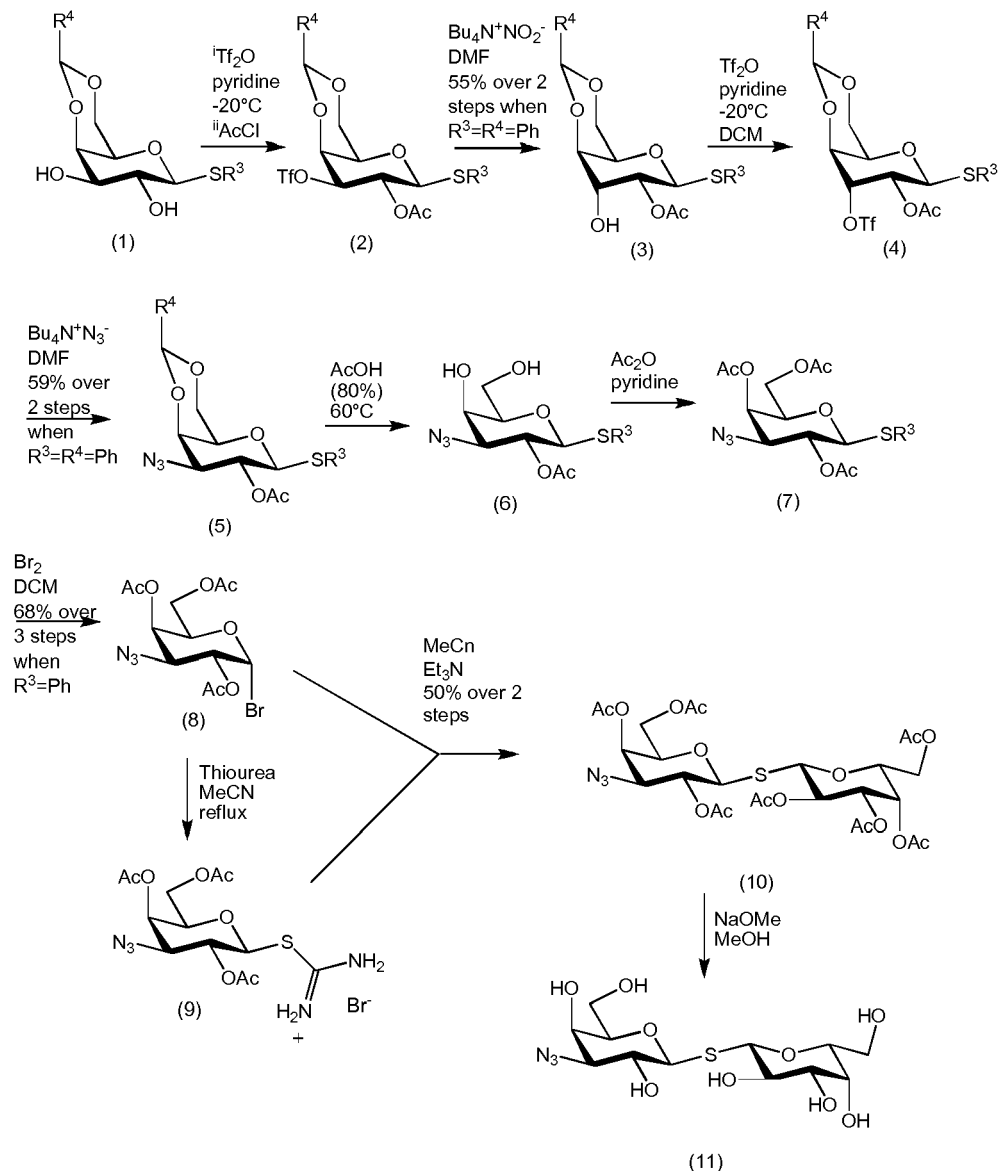 R4
O
O
HO
O
SR3
OH
(1)
iTf2O
pyridine
-20°C
iiAcCl
R4
O
O
TfO
O
SR3
OAc
(2)
Bu4N+NO2-
DMF
55% over 2
steps when
R3=R4=Ph
R4
O
O
O
SR3
OH
OAc
(3)
Tf2O
pyridine
-20°C
DCM
R4
O
O
O
SR3
AcO
OTf
(4)
Bu4N+N3-
DMF
59% over
2 steps
when
R3=R4=Ph
R4
O
O
O
N3
SR3
OAc
(5)
AcOH
(80%)
60°C
HO
OH
O
N3
SR3
OAc
(6)
Ac2O
pyridine
AcO
OAc
O
N3
SR3
OAc
(7)
Br2
DCM
68% over
3 steps
when
R3=Ph
AcO
OAc
O
N3
AcO
Br
(8)
MeCn
Et3N
50% over 2
steps
Thiourea
MeCN
reflux
AcO
OAc
O
N3
S
OAc
NH2
H2N
+
Br-
(9)
AcO
OAc
O
N3
OAc
S
O
AcO
AcO
AcO
OAc
(10)
NaOMe
MeOH
HO
OH
O
N3
OH
S
O
HO
HO
HO
OH
(11)